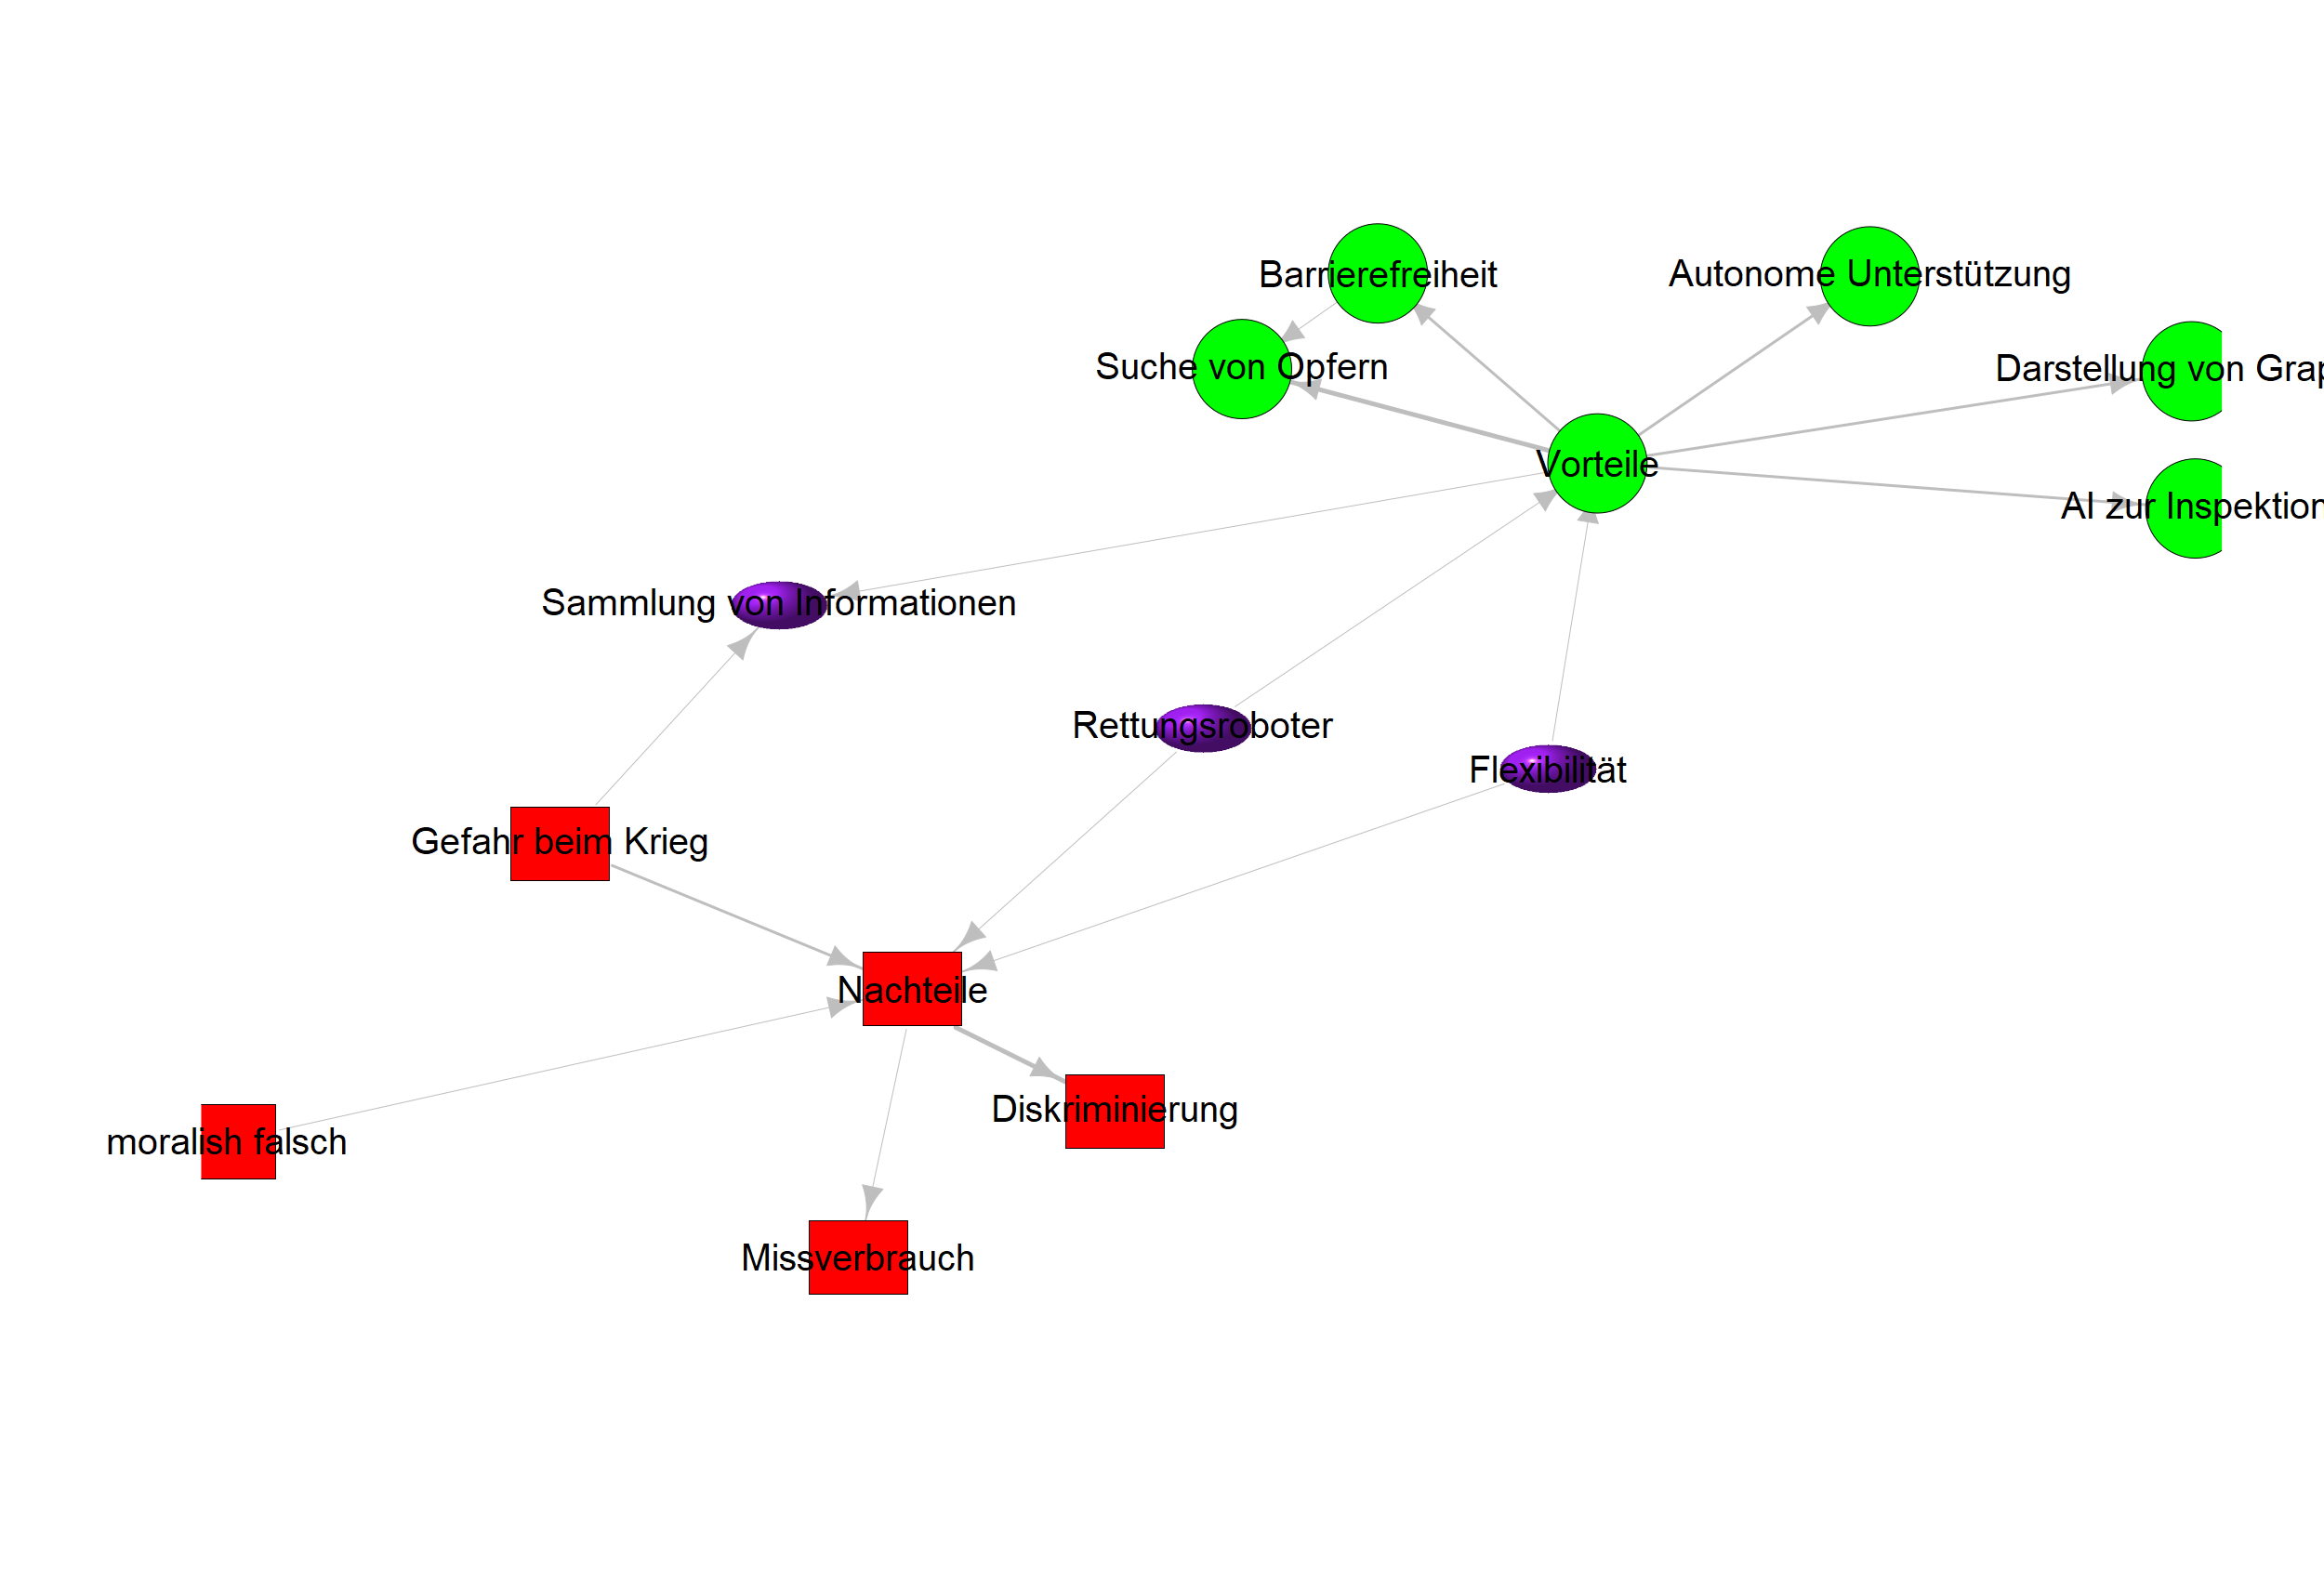 Barrierefreiheit
Autonome Unterstützung
Suche von Opfern
Darstellung von Grap
Vorteile
AI zur Inspektion
Sammlung von Informationen
Rettungsroboter
Flexibilität
Gefahr beim Krieg
Nachteile
Diskriminierung
moralish falsch
Missverbrauch